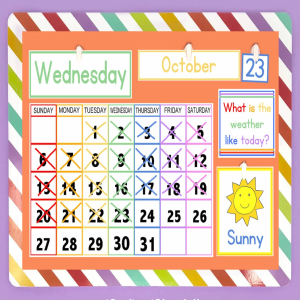 Wednesday
October
23
SUNDAY MONDAY TUESDAY WEDNESDAY THURSDAY FRIDAY SATURDAY
1 2 3 4 5
6 7 8 9 10 11 12
13 14 15 16 17 18 19
20 21 22 23 24 25 26
27 28 29 30 31
What is the
weather
like today?
Sunny